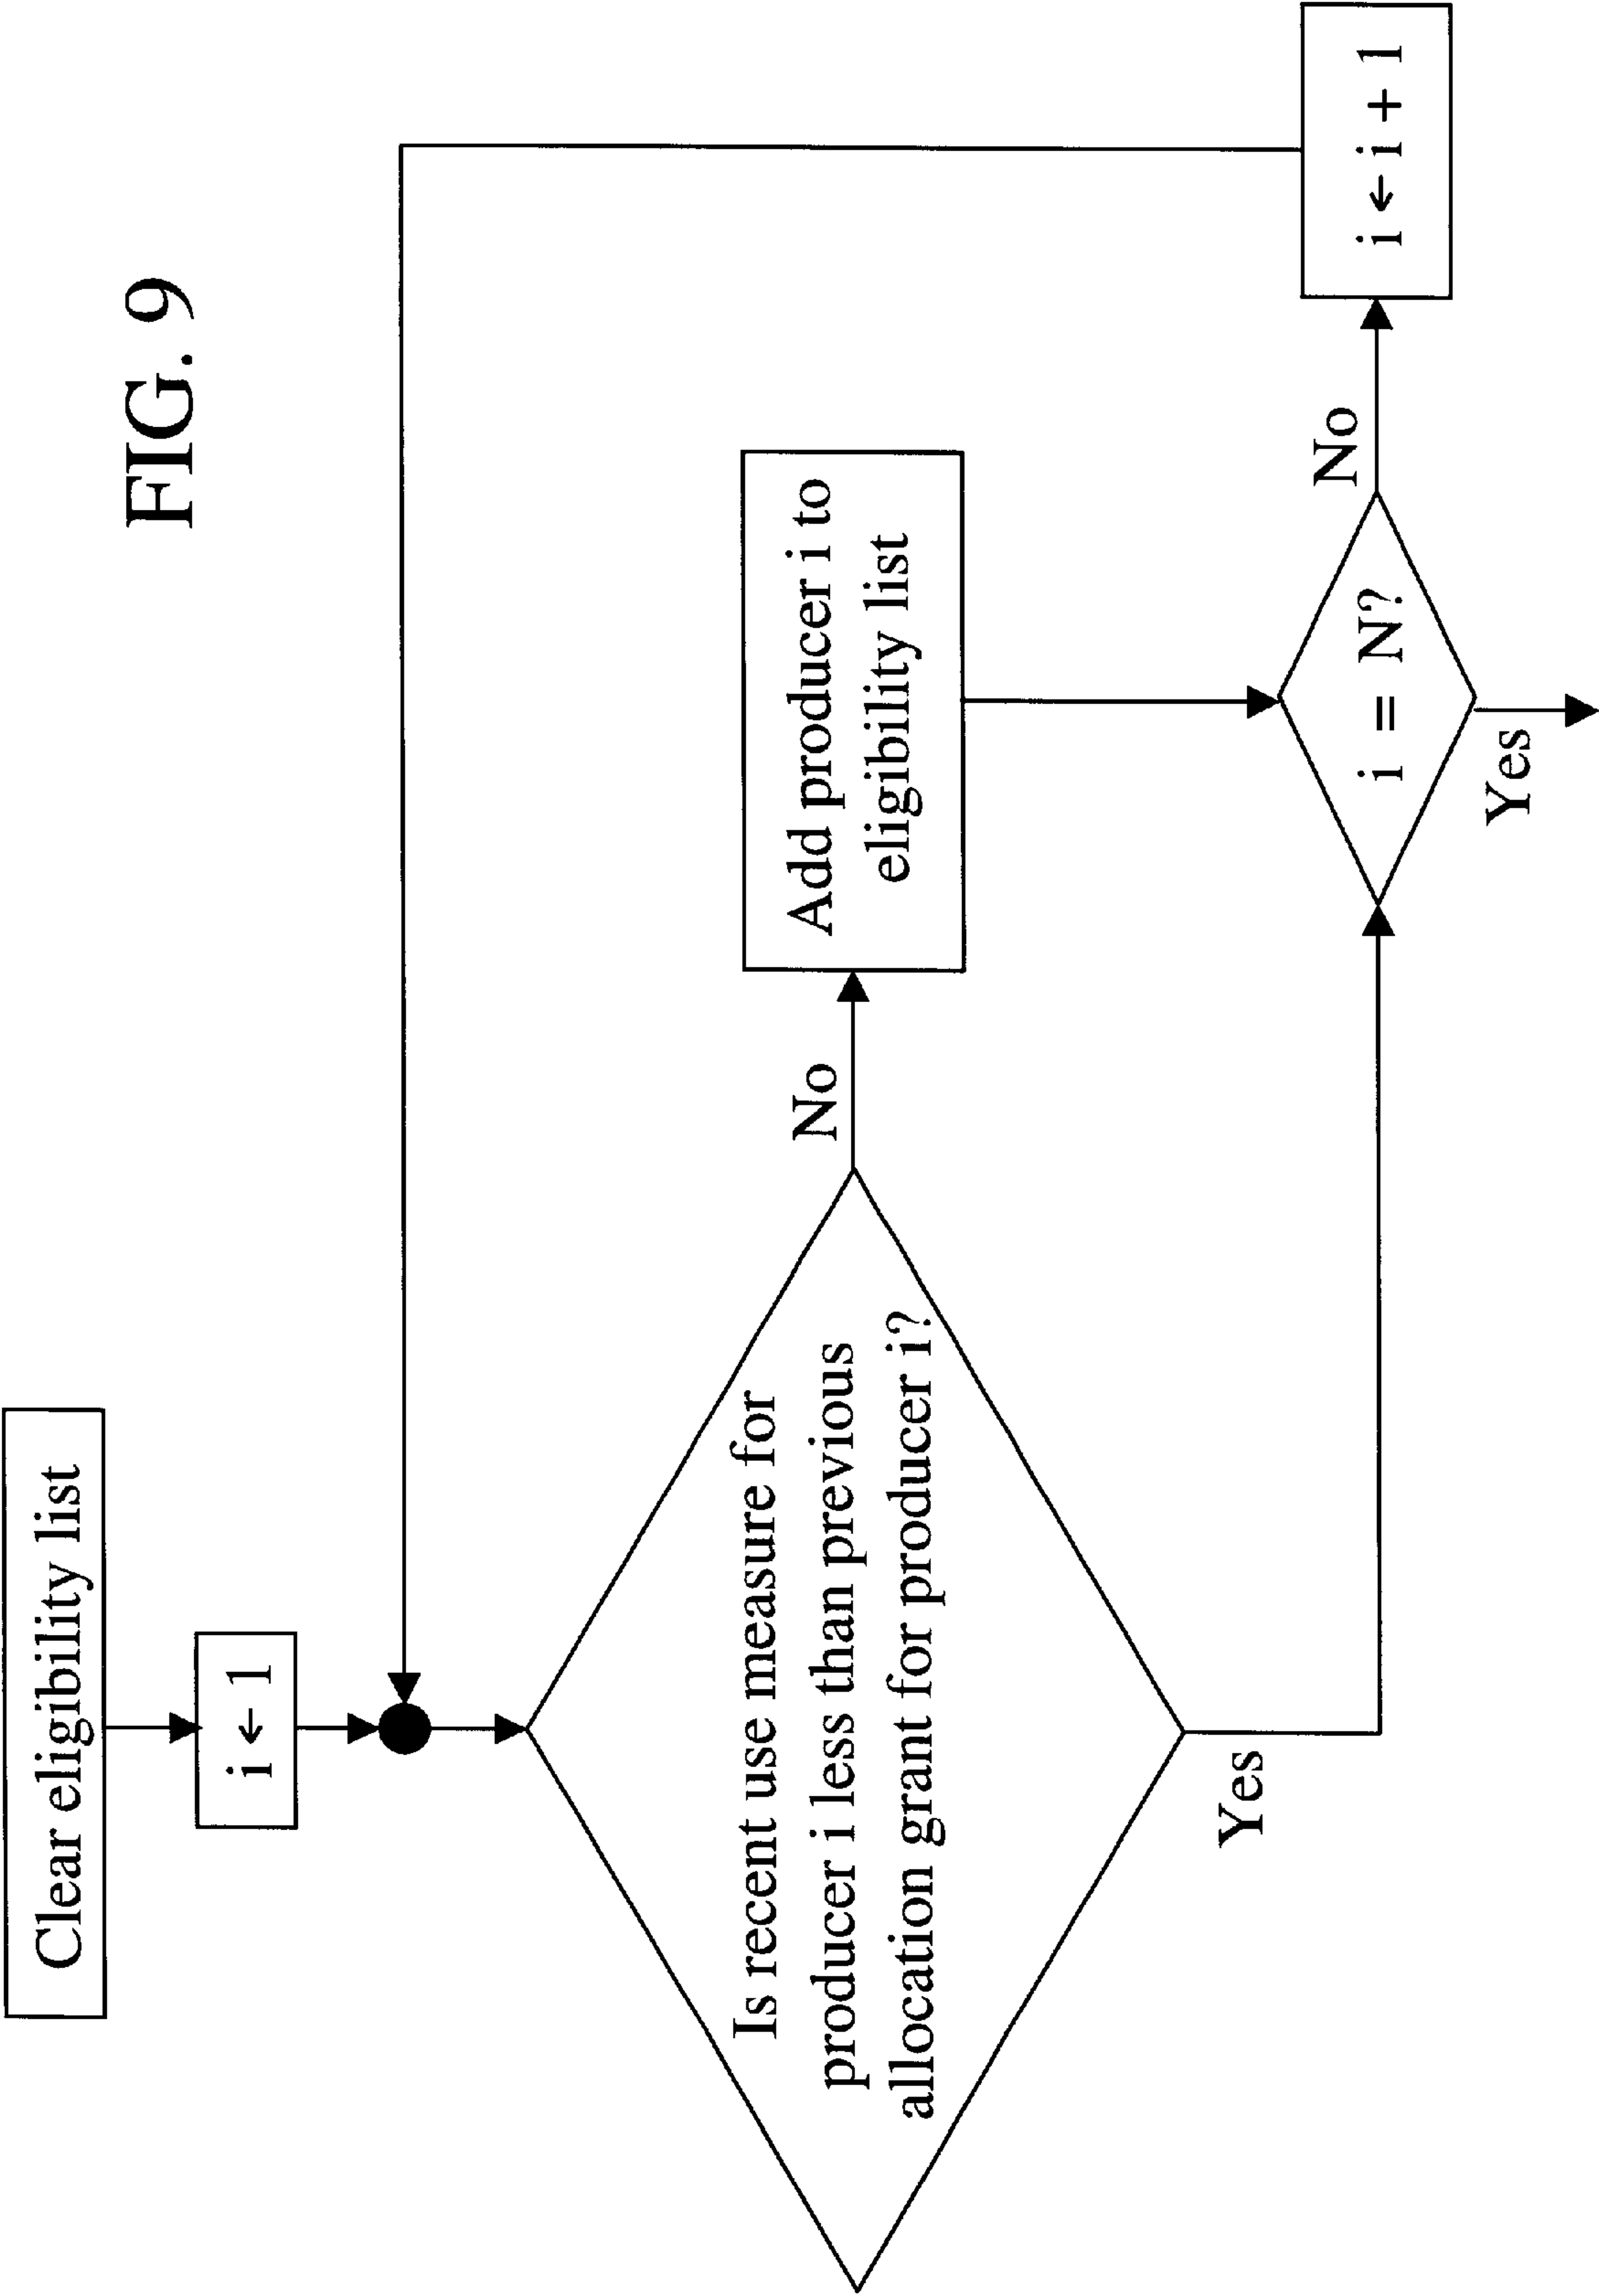 FIG. 9
Clear eligibility list
i ← 1
Is recent use measure for
producer i less than previous
allocation grant for producer i?
No
Add producer i to
eligibility list
Yes
i = N?
No
i ← i + 1
Yes